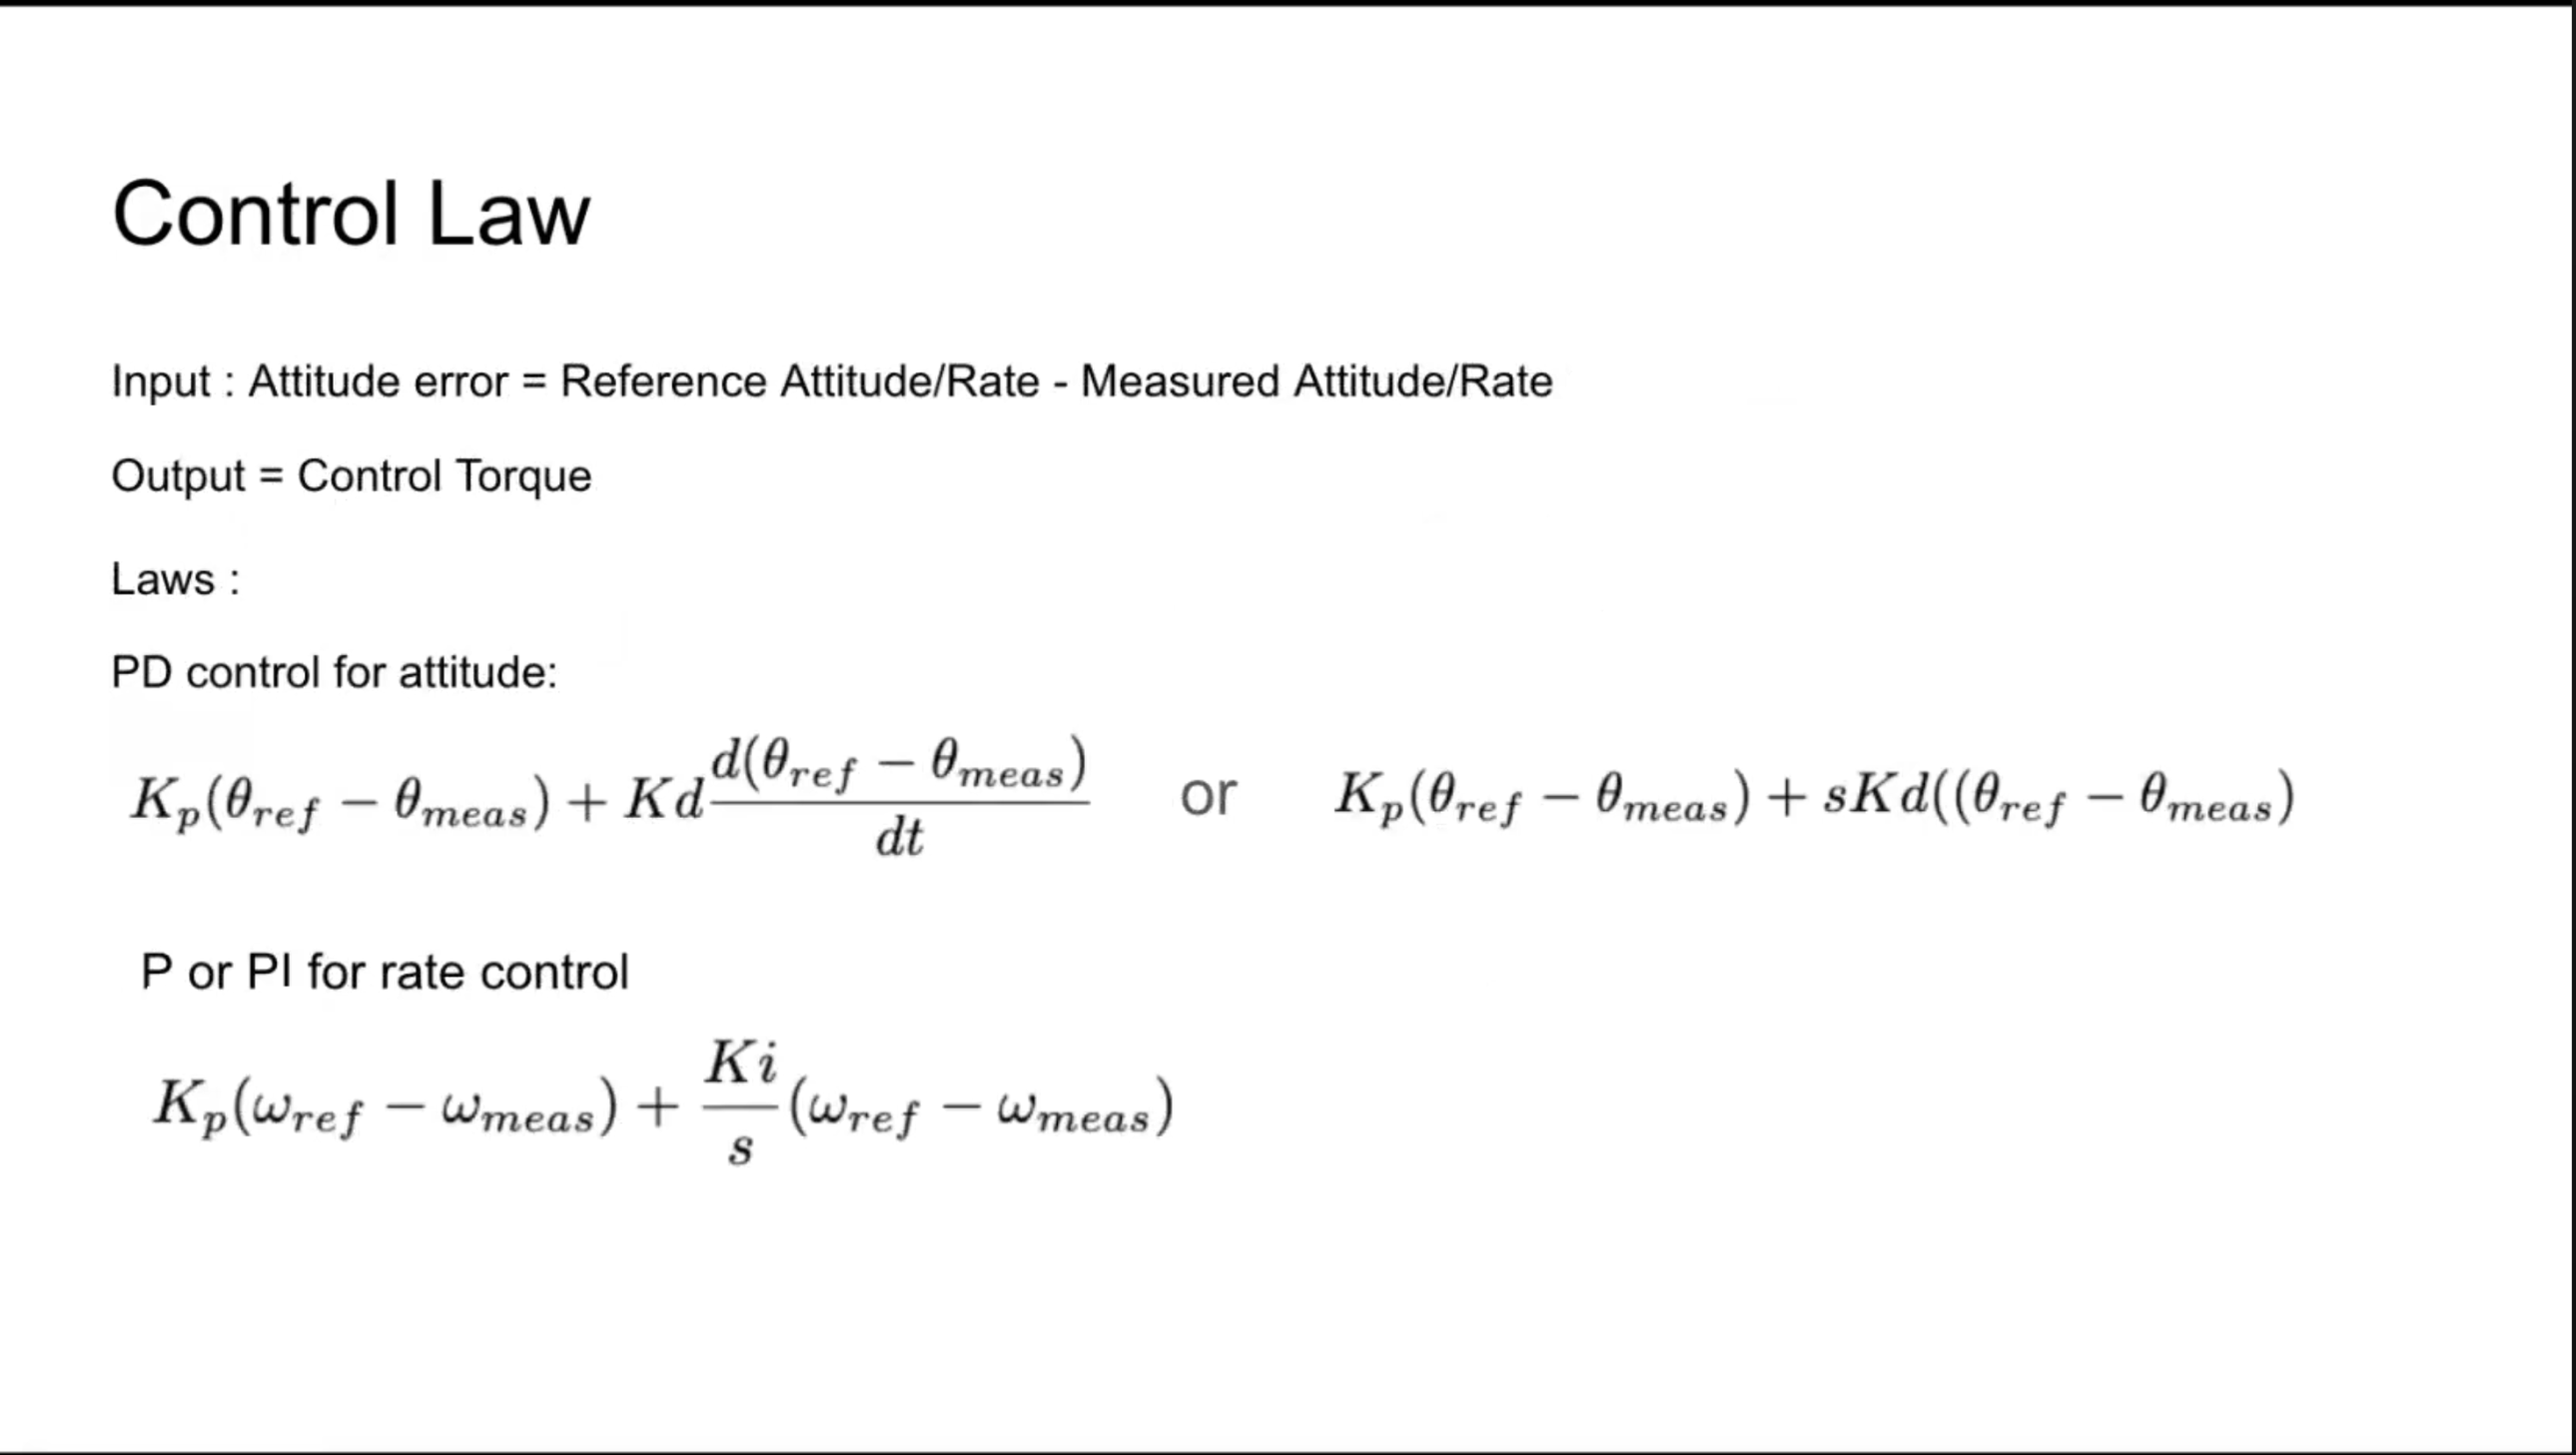 Control Law
Input : Attitude error = Reference Attitude/Rate - Measured Attitude/Rate
Output = Control Torque
Laws :
PD control for attitude:
$K_p(\theta_{ref} - \theta_{meas}) + Kd\frac{d(\theta_{ref} - \theta_{meas})}{dt}$ or $K_p(\theta_{ref} - \theta_{meas}) + sKd((\theta_{ref} - \theta_{meas})$
P or PI for rate control
$K_p(\omega_{ref} - \omega_{meas}) + \frac{Ki}{s}(\omega_{ref} - \omega_{meas})$